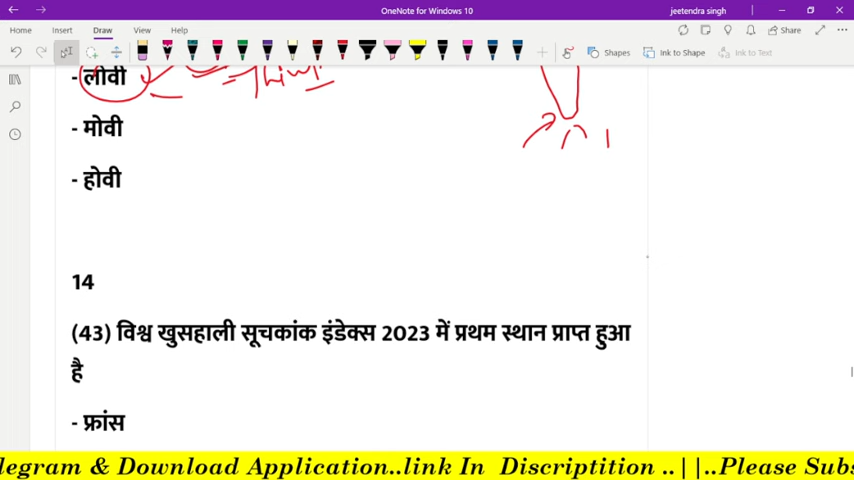 OneNote for Windows 10
jeetendra singh
Home Insert Draw View Help
Share
Shapes Ink to Shape Ink to Text
- लीवी
- मोवी
- होवी
14
(43) विश्व खुसहाली सूचकांक इंडेक्स 2023 में प्रथम स्थान प्राप्त हुआ
है
- फ्रांस
legram & Download Application..link In Discriptition ..||..Please Subs